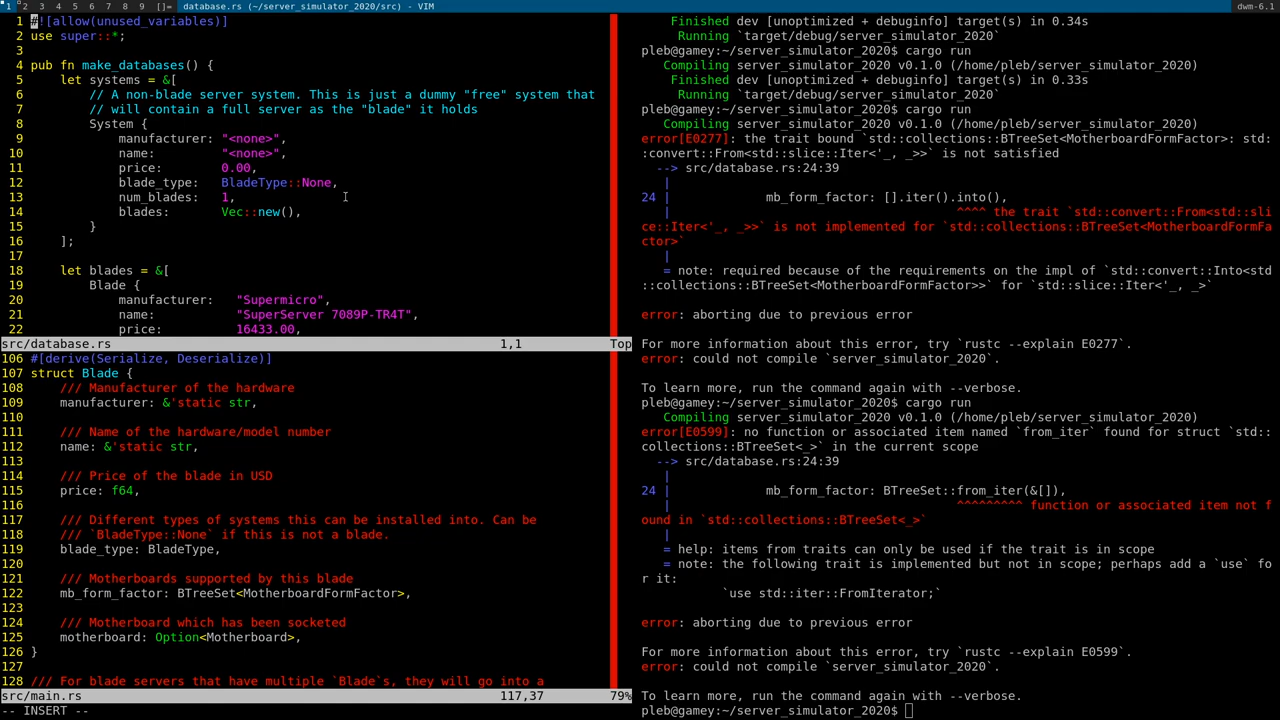 1 2 3 4 5 6 7 8 9 []= database.rs (~/server_simulator_2020/src) - VIM dwm-6.1
1 #![allow(unused_variables)]
2 use super::*;
3
4 pub fn make_databases() {
5     let systems = &[
6         // A non-blade server system. This is just a dummy "free" system that
7         // will contain a full server as the "blade" it holds
8         System {
9             manufacturer: "<none>",
10             name:         "<none>",
11             price:        0.00,
12             blade_type:   BladeType::None,
13             num_blades:   1,
14             blades:       Vec::new(),
15         }
16     ];
17
18     let blades = &[
19         Blade {
20             manufacturer:   "Supermicro",
21             name:           "SuperServer 7089P-TR4T",
22             price:          16433.00,
src/database.rs 1,1 Top
106 #[derive(Serialize, Deserialize)]
107 struct Blade {
108     /// Manufacturer of the hardware
109     manufacturer: &'static str,
110
111     /// Name of the hardware/model number
112     name: &'static str,
113
114     /// Price of the blade in USD
115     price: f64,
116
117     /// Different types of systems this can be installed into. Can be
118     /// `BladeType::None` if this is not a blade.
119     blade_type: BladeType,
120
121     /// Motherboards supported by this blade
122     mb_form_factor: BTreeSet<MotherboardFormFactor>,
123
124     /// Motherboard which has been socketed
125     motherboard: Option<Motherboard>,
126 }
127
128 /// For blade servers that have multiple `Blade`s, they will go into a
src/main.rs 117,37 79%
-- INSERT --
    Finished dev [unoptimized + debuginfo] target(s) in 0.34s
     Running `target/debug/server_simulator_2020`
pleb@gamey:~/server_simulator_2020$ cargo run
   Compiling server_simulator_2020 v0.1.0 (/home/pleb/server_simulator_2020)
    Finished dev [unoptimized + debuginfo] target(s) in 0.33s
     Running `target/debug/server_simulator_2020`
pleb@gamey:~/server_simulator_2020$ cargo run
   Compiling server_simulator_2020 v0.1.0 (/home/pleb/server_simulator_2020)
error[E0277]: the trait bound `std::collections::BTreeSet<MotherboardFormFactor>: std:
:convert::From<std::slice::Iter<'_, _>>` is not satisfied
  --> src/database.rs:24:39
   |
24 |             mb_form_factor: [].iter().into(),
   |                                       ^^^^ the trait `std::convert::From<std::sli
ce::Iter<'_, _>>` is not implemented for `std::collections::BTreeSet<MotherboardFormFa
ctor>`
   |
   = note: required because of the requirements on the impl of `std::convert::Into<std
::collections::BTreeSet<MotherboardFormFactor>>` for `std::slice::Iter<'_, _>`

error: aborting due to previous error

For more information about this error, try `rustc --explain E0277`.
error: could not compile `server_simulator_2020`.

To learn more, run the command again with --verbose.
pleb@gamey:~/server_simulator_2020$ cargo run
   Compiling server_simulator_2020 v0.1.0 (/home/pleb/server_simulator_2020)
error[E0599]: no function or associated item named `from_iter` found for struct `std::
collections::BTreeSet<_>` in the current scope
  --> src/database.rs:24:39
   |
24 |             mb_form_factor: BTreeSet::from_iter(&[]),
   |                                       ^^^^^^^^^ function or associated item not f
ound in `std::collections::BTreeSet<_>`
   |
   = help: items from traits can only be used if the trait is in scope
   = note: the following trait is implemented but not in scope; perhaps add a `use` fo
r it:
           `use std::iter::FromIterator;`

error: aborting due to previous error

For more information about this error, try `rustc --explain E0599`.
error: could not compile `server_simulator_2020`.

To learn more, run the command again with --verbose.
pleb@gamey:~/server_simulator_2020$